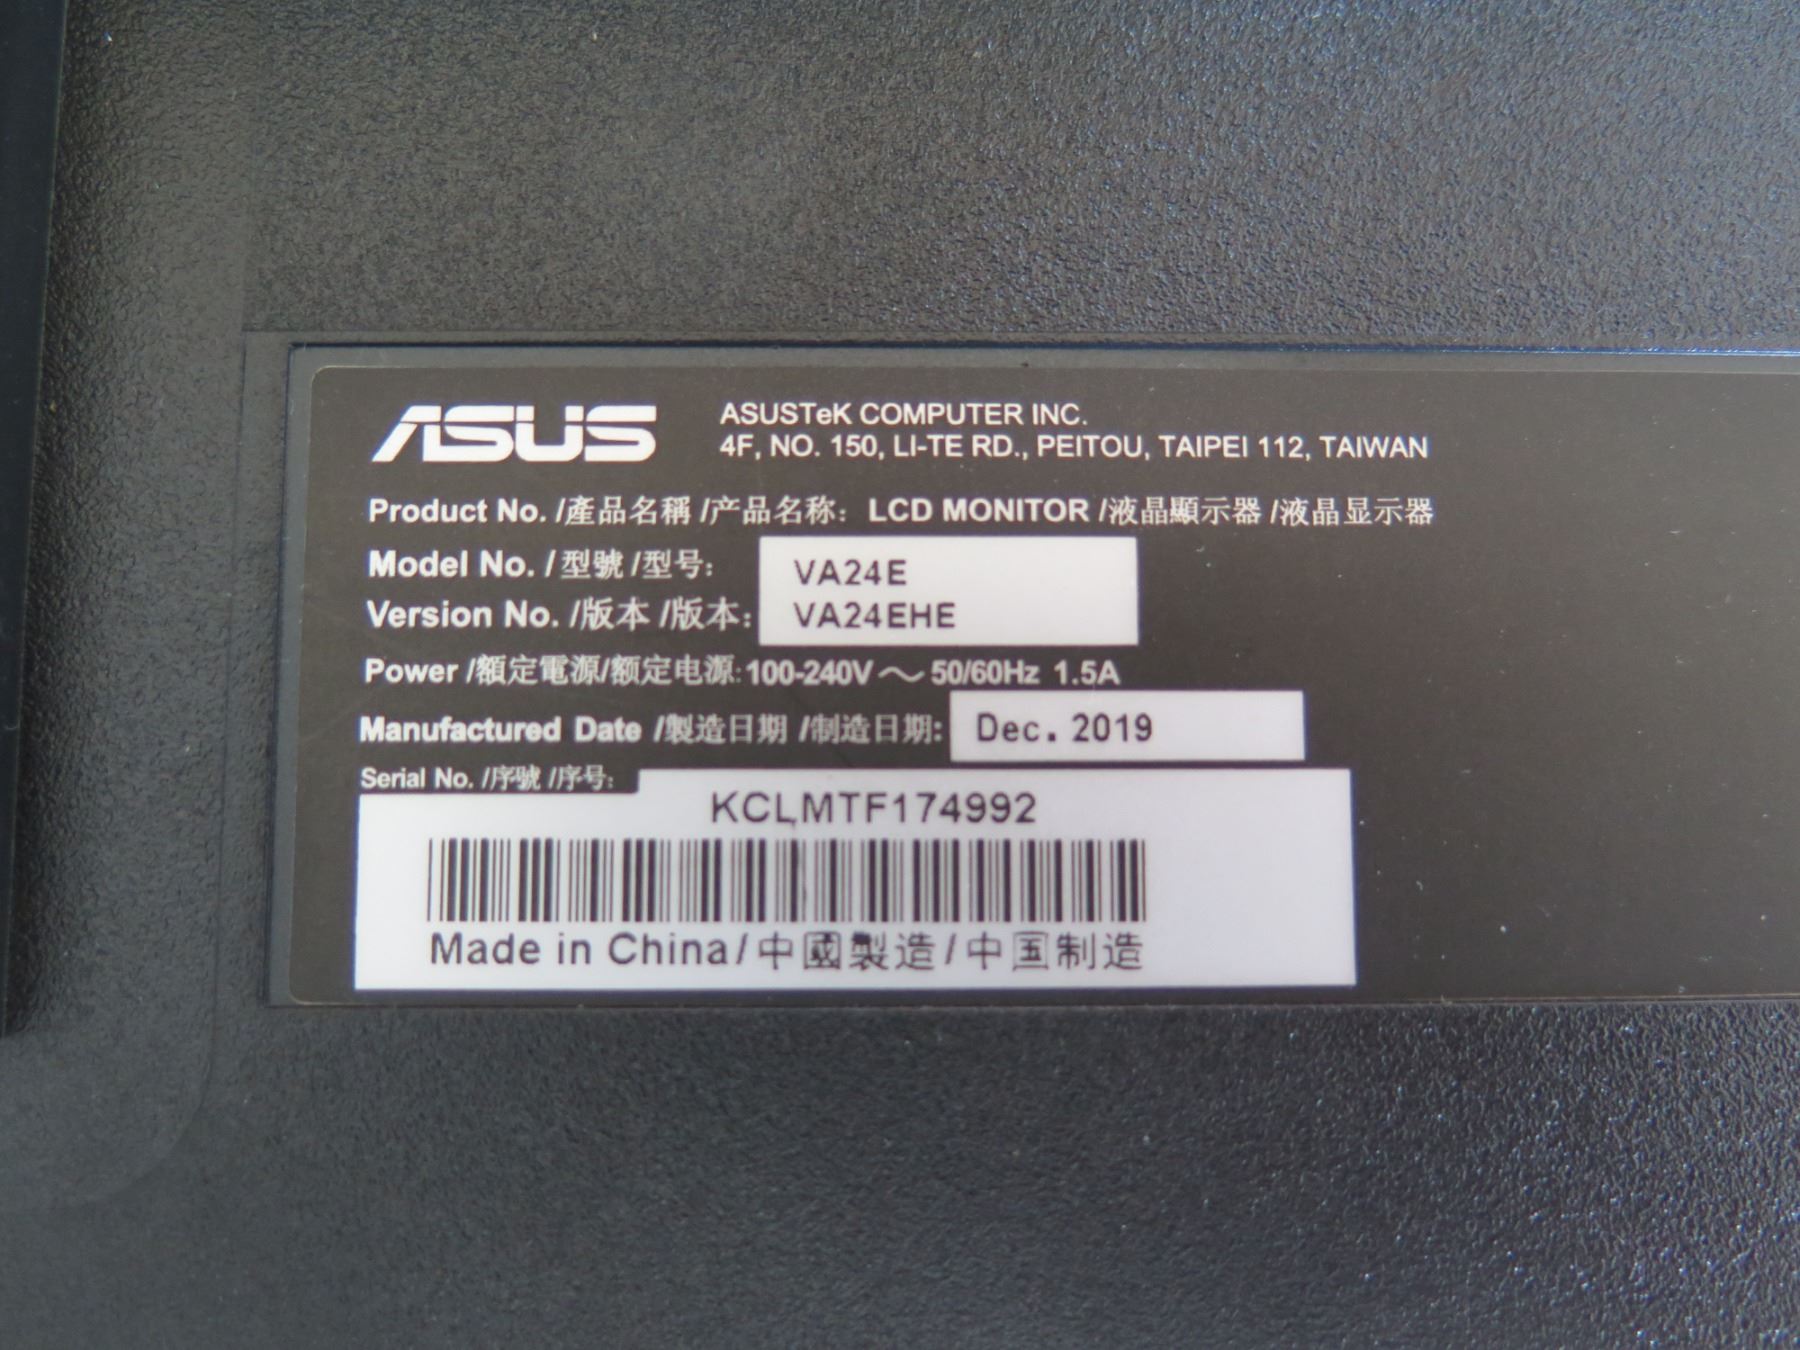 ASUS
ASUSTeK COMPUTER INC.
4F, NO. 150, LI-TE RD., PEITOU, TAIPEI 112, TAIWAN
Product No. /產品名稱 /产品名称: LCD MONITOR /液晶顯示器 /液晶显示器
Model No. /型號 /型号: VA24E
Version No. /版本 /版本: VA24EHE
Power /額定電源/额定电源: 100-240V ～ 50/60Hz 1.5A
Manufactured Date /製造日期 /制造日期: Dec. 2019
Serial No. /序號 /序号:
KCLMTF174992
Made in China/中國製造/中国制造